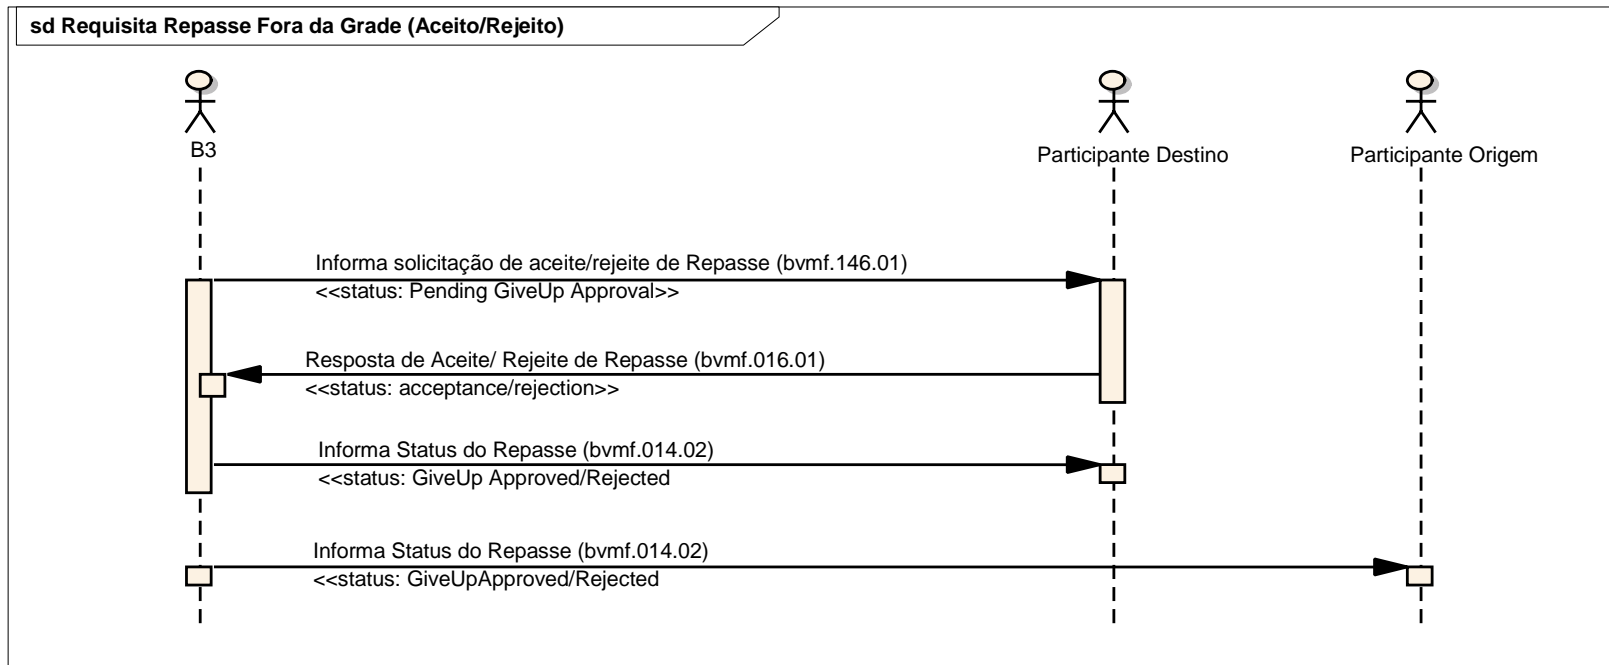 sd Requisita Repasse Fora da Grade (Aceito/Rejeito)
B3
Participante Destino
Participante Origem
Informa solicitação de aceite/rejeite de Repasse (bvmf.146.01)
<<status: Pending GiveUp Approval>>
Resposta de Aceite/ Rejeite de Repasse (bvmf.016.01)
<<status: acceptance/rejection>>
Informa Status do Repasse (bvmf.014.02)
<<status: GiveUp Approved/Rejected
Informa Status do Repasse (bvmf.014.02)
<<status: GiveUpApproved/Rejected